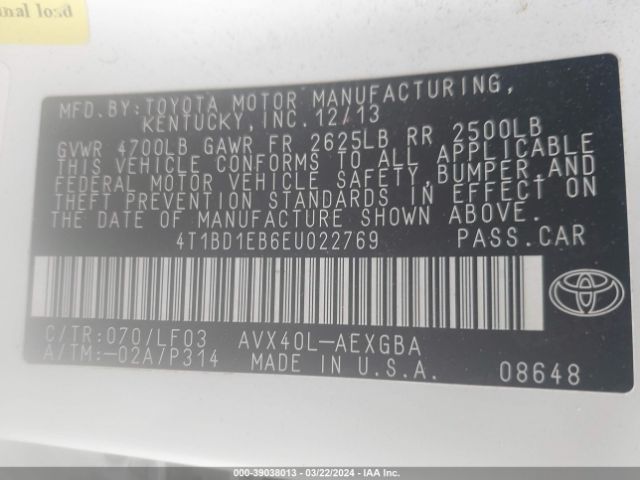 nal load
MFD.BY:TOYOTA MOTOR MANUFACTURING,
KENTUCKY,INC.12/13
GVWR 4700LB GAWR FR 2625LB RR 2500LB
THIS VEHICLE CONFORMS TO ALL APPLICABLE
FEDERAL MOTOR VEHICLE SAFETY,BUMPER,AND
THEFT PREVENTION STANDARDS IN EFFECT ON
THE DATE OF MANUFACTURE SHOWN ABOVE.
4T1BD1EB6EU022769 PASS.CAR
C/TR:070/LF03 AVX40L-AEXGBA
A/TM:-02A/P314 MADE IN U.S.A.
08648
000-39038013 - 03/22/2024 - IAA